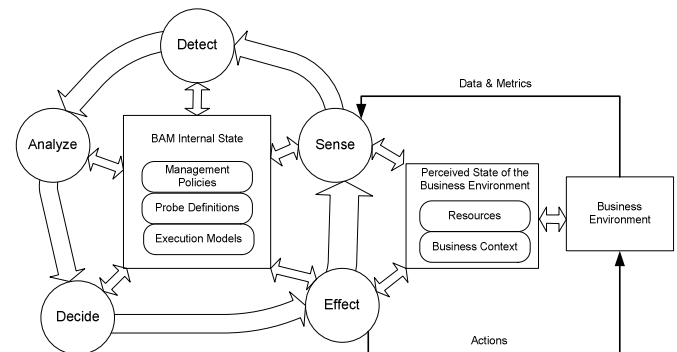 Detect
Data & Metrics
Analyze
BAM Internal State
Sense
Management
Policies
Probe Definitions
Execution Models
Perceived State of the
Business Environment
Resources
Business Context
Business
Environment
Decide
Effect
Actions